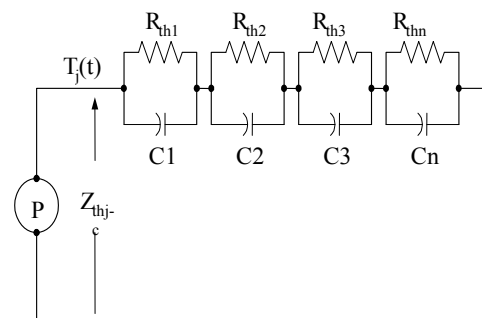 Rth1 Rth2 Rth3 Rthn
Tj(t)
C1 C2 C3 Cn
P
Zthj-
c